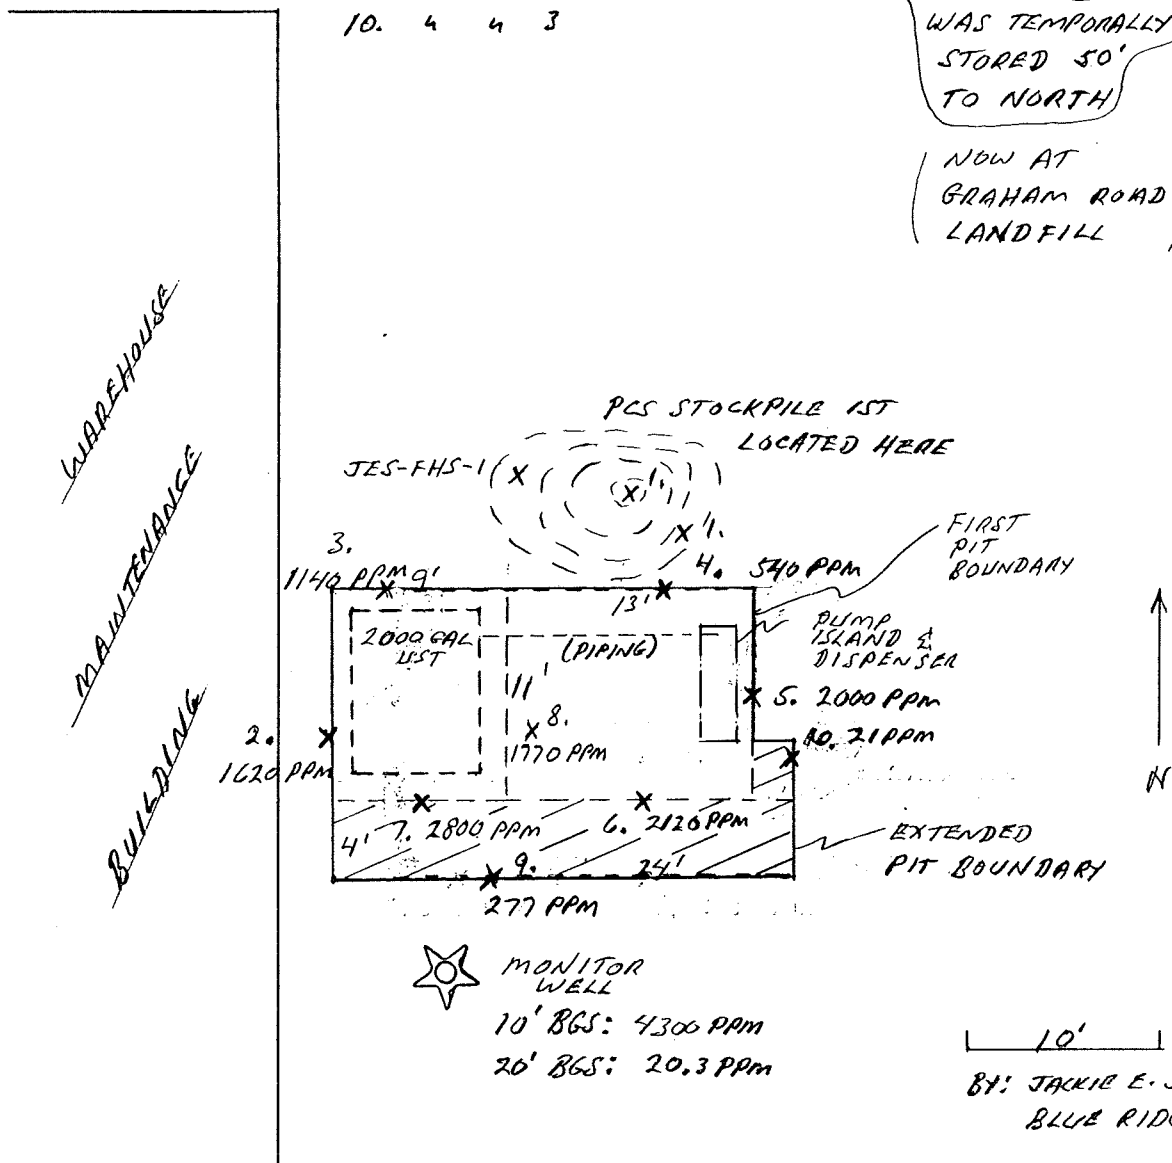 10. " " 3
WAS TEMPORALLY
STORED 50'
TO NORTH
NOW AT
GRAHAM ROAD
LANDFILL
WAREHOUSE
MAINTENANCE
BUILDING
PCS STOCKPILE 1ST
LOCATED HERE
JES-FHS-1
1.
1.
3.
1140 PPM 9'
4. 540 PPM
13'
FIRST
PIT
BOUNDARY
2000 GAL
UST
(PIPING)
PUMP
ISLAND &
DISPENSER
11'
8.
1770 PPM
5. 2000 PPM
2.
1620 PPM
10. 21 PPM
N
4' 7. 2800 PPM
6. 2120 PPM
EXTENDED
PIT BOUNDARY
9. 24'
277 PPM
MONITOR
WELL
10' BGS: 4300 PPM
20' BGS: 20.3 PPM
10'
BY: JACKIE E.
BLUE